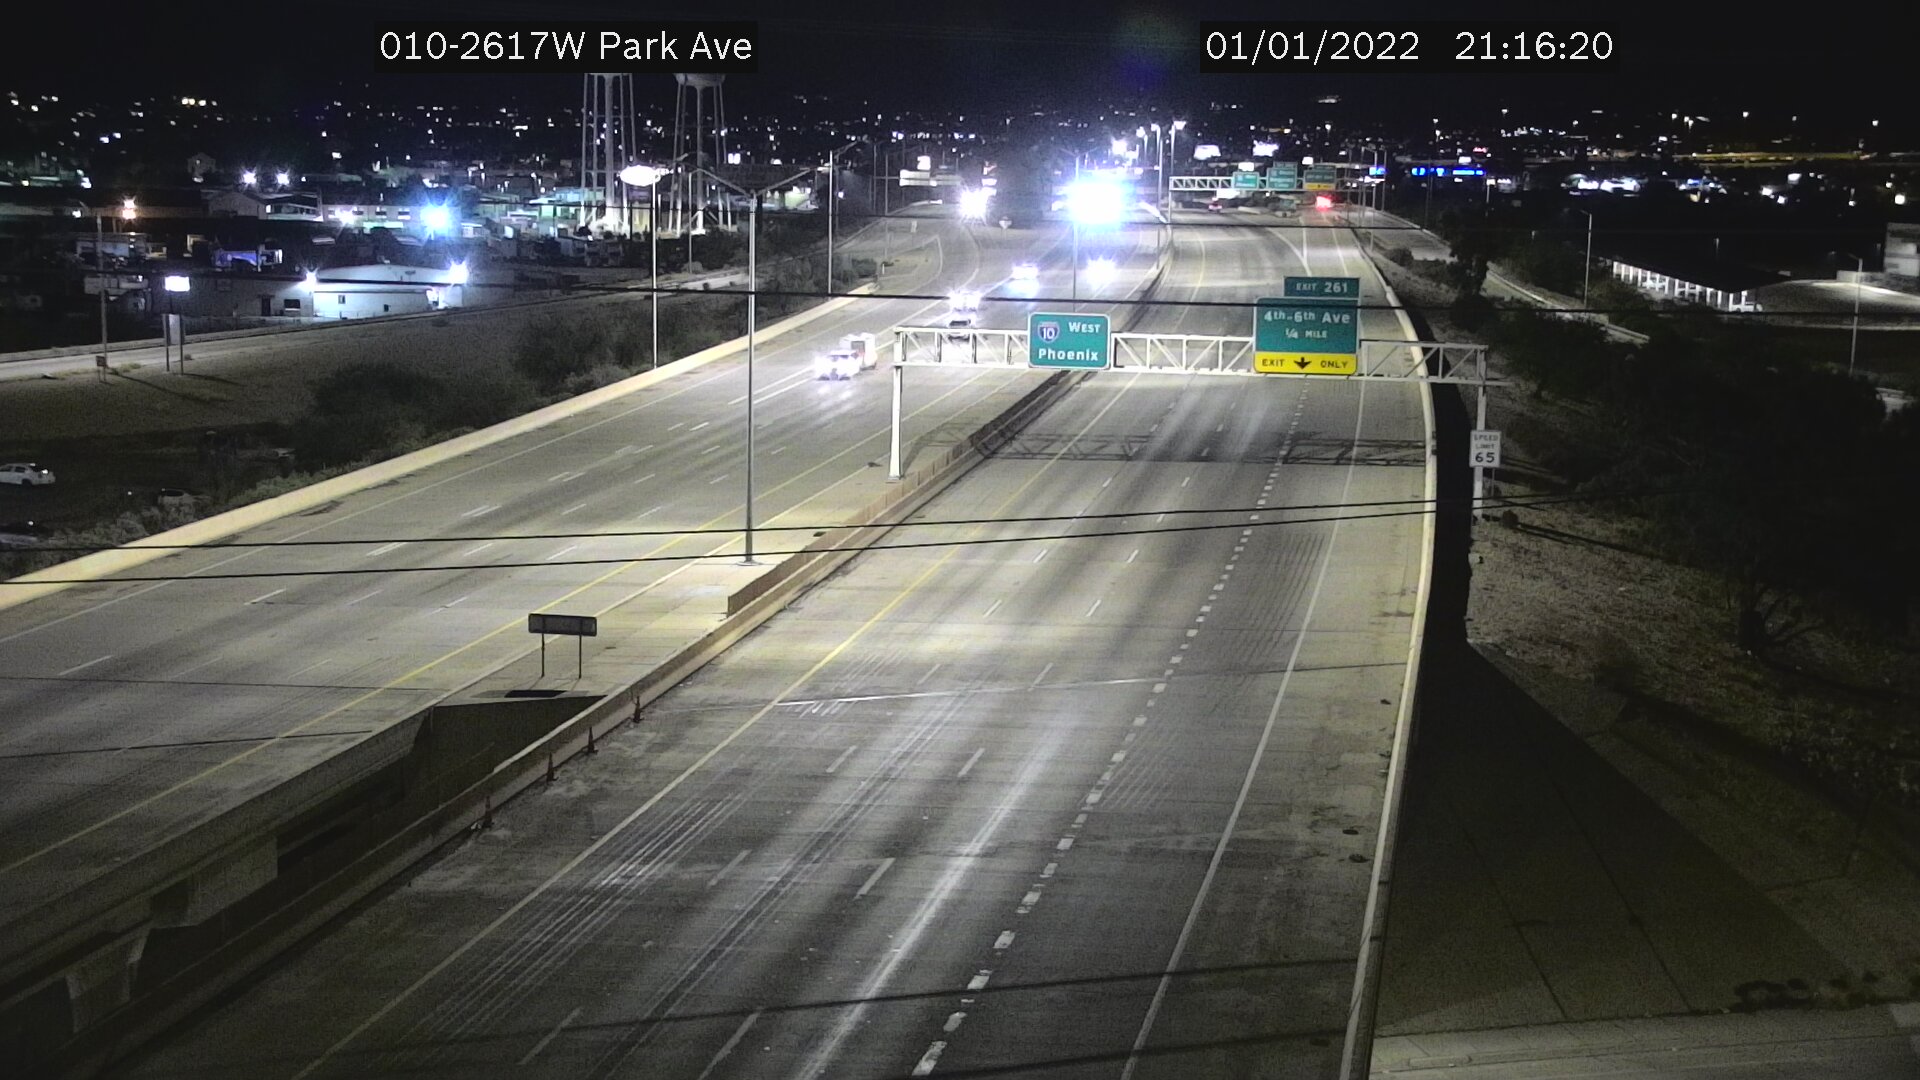 010-2617W Park Ave
01/01/2022 21:16:20
EXIT 261
4th-6th Ave
1/4 MILE
EXIT ONLY
10 WEST
Phoenix
SPEED
LIMIT
65